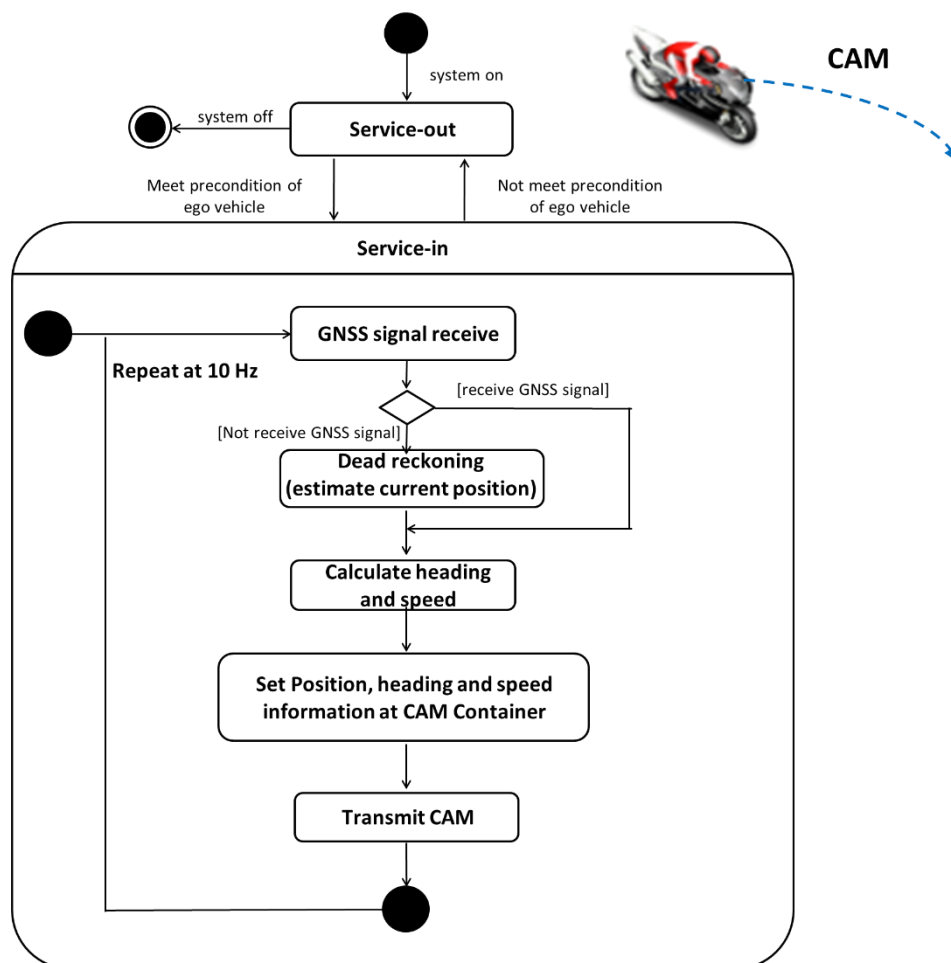 CAM
system on
system off
Service-out
Meet precondition of
ego vehicle
Not meet precondition
of ego vehicle
Service-in
GNSS signal receive
Repeat at 10 Hz
[receive GNSS signal]
[Not receive GNSS signal]
Dead reckoning
(estimate current position)
Calculate heading
and speed
Set Position, heading and speed
information at CAM Container
Transmit CAM